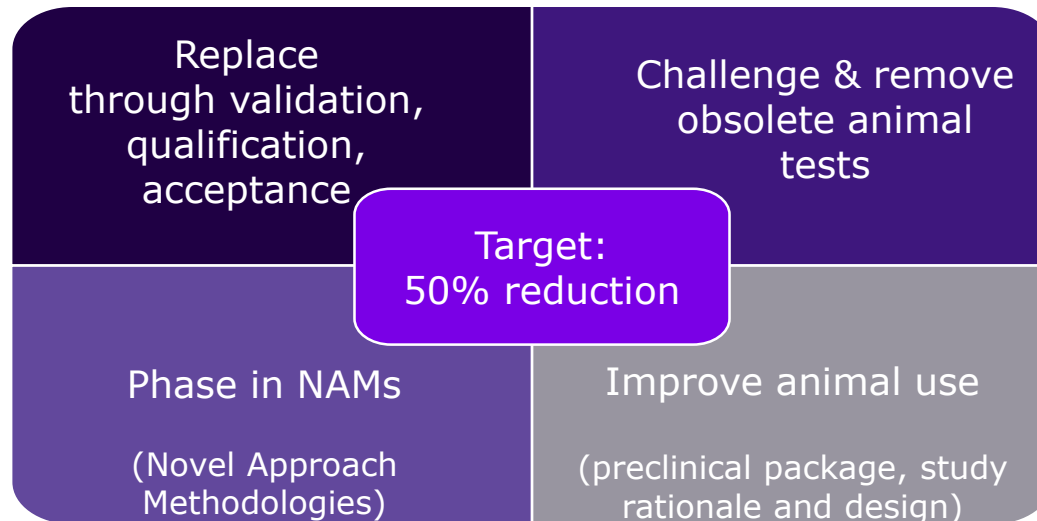 Replace
through validation,
qualification,
acceptance
Challenge & remove
obsolete animal
tests
Target:
50% reduction
Phase in NAMs
(Novel Approach
Methodologies)
Improve animal use
(preclinical package, study
rationale and design)